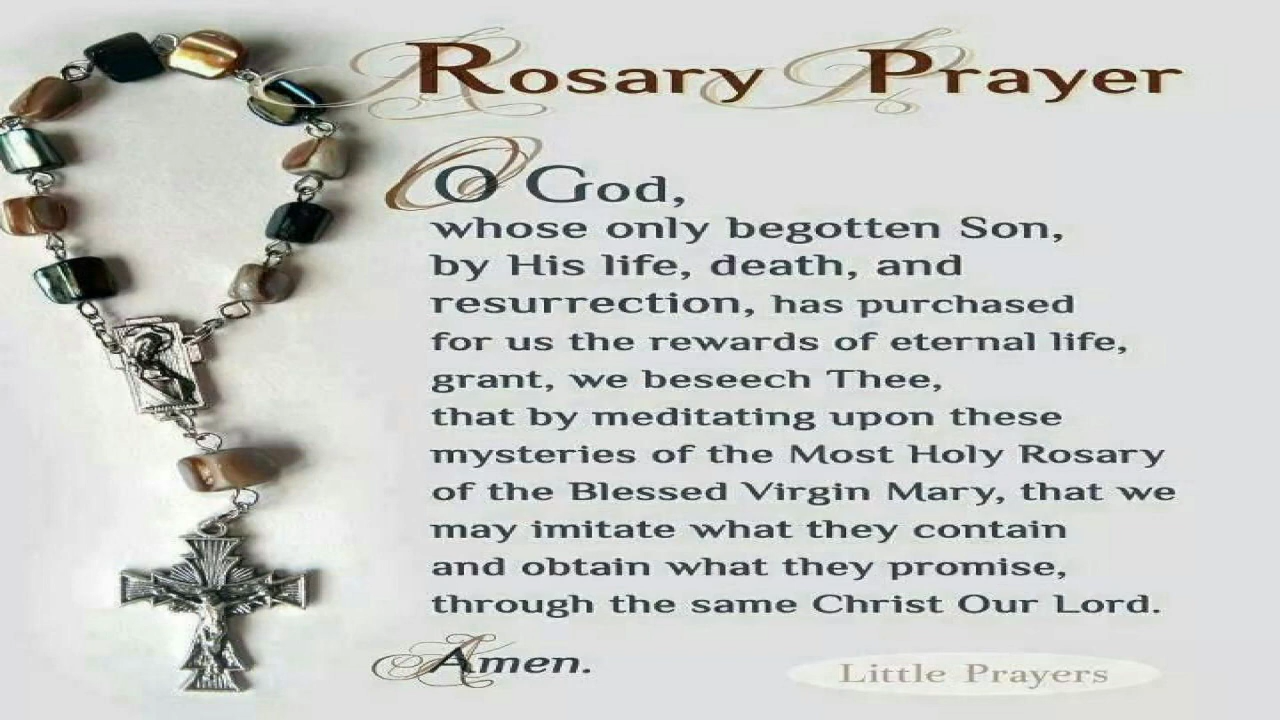 Rosary Prayer
O God,
whose only begotten Son,
by His life, death, and
resurrection, has purchased
for us the rewards of eternal life,
grant, we beseech Thee,
that by meditating upon these
mysteries of the Most Holy Rosary
of the Blessed Virgin Mary, that we
may imitate what they contain
and obtain what they promise,
through the same Christ Our Lord.
Amen.
Little Prayers